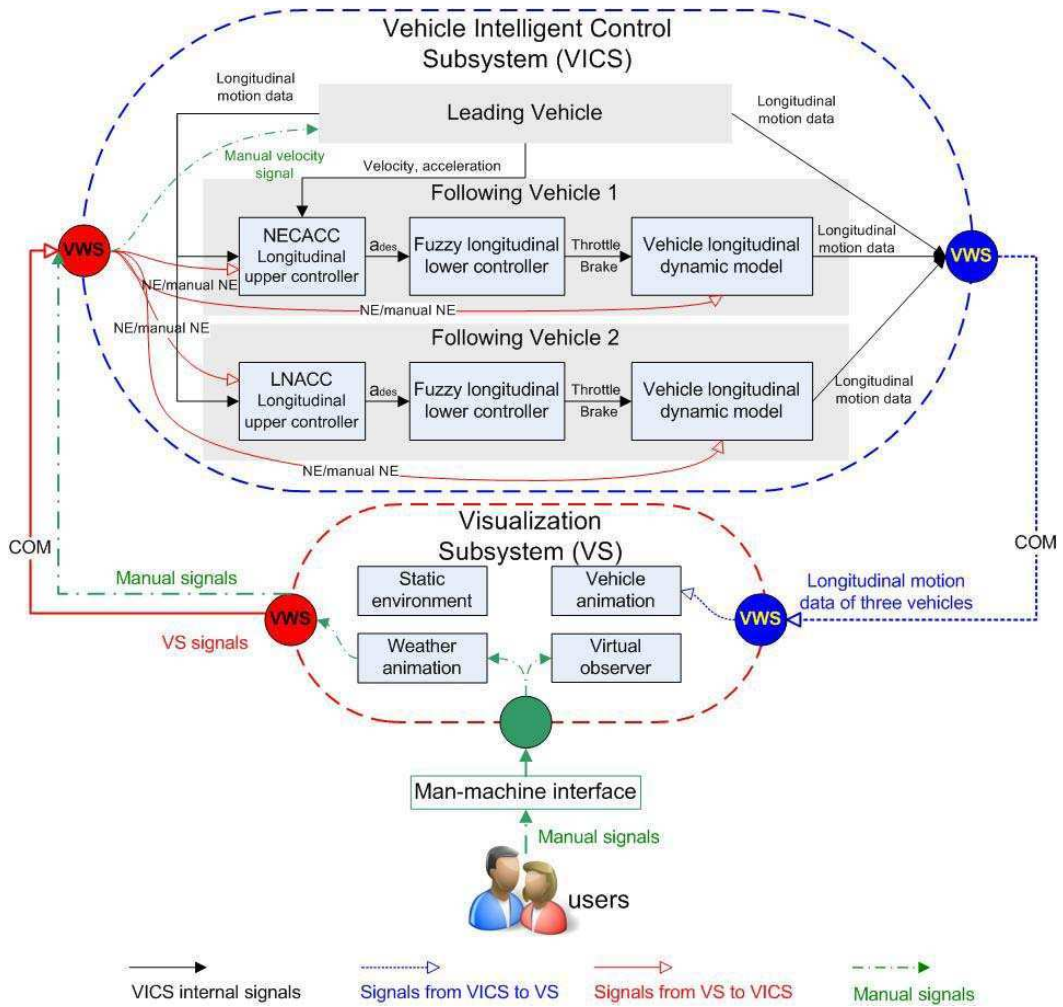 Vehicle Intelligent Control
Subsystem (VICS)
Longitudinal
motion data
Leading Vehicle
Longitudinal
motion data
Manual velocity
signal
Velocity, acceleration
Following Vehicle 1
VWS
NECACC
Longitudinal
upper controller
ades
Fuzzy longitudinal
lower controller
Throttle
Brake
Vehicle longitudinal
dynamic model
Longitudinal
motion data
VWS
NE/manual NE
NE/manual NE
NE/manual NE
Following Vehicle 2
LNACC
Longitudinal
upper controller
ades
Fuzzy longitudinal
lower controller
Throttle
Brake
Vehicle longitudinal
dynamic model
Longitudinal
motion data
NE/manual NE
COM
COM
Visualization
Subsystem (VS)
Manual signals
Static
environment
Vehicle
animation
Longitudinal motion
data of three vehicles
VWS
VWS
VS signals
Weather
animation
Virtual
observer
Man-machine interface
Manual signals
users
VICS internal signals
Signals from VICS to VS
Signals from VS to VICS
Manual signals